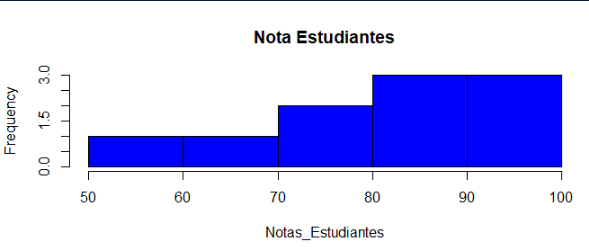 Nota Estudiantes
Frequency
3.0
1.5
0.0
50 60 70 80 90 100
Notas_Estudiantes